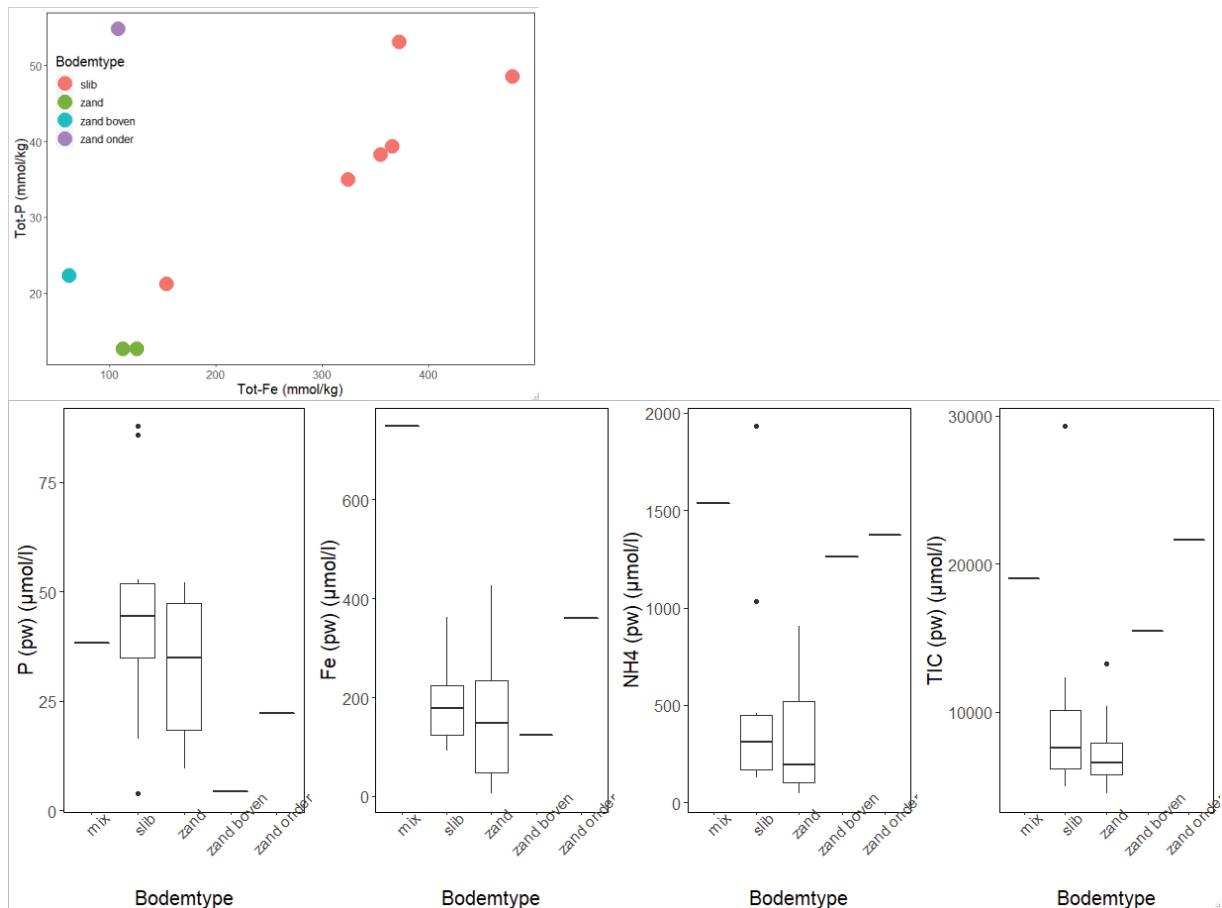 Bodemtype
slib
zand
zand boven
zand onder
Tot-P (mmol/kg)
50
40
30
20
100 200 300 400
Tot-Fe (mmol/kg)
P (pw) (µmol/l)
75
50
25
0
mix slib zand zand boven zand onder
Bodemtype
Fe (pw) (µmol/l)
600
400
200
0
mix slib zand zand boven zand onder
Bodemtype
NH4 (pw) (µmol/l)
2000
1500
1000
500
0
mix slib zand zand boven zand onder
Bodemtype
TIC (pw) (µmol/l)
30000
20000
10000
mix slib zand zand boven zand onder
Bodemtype